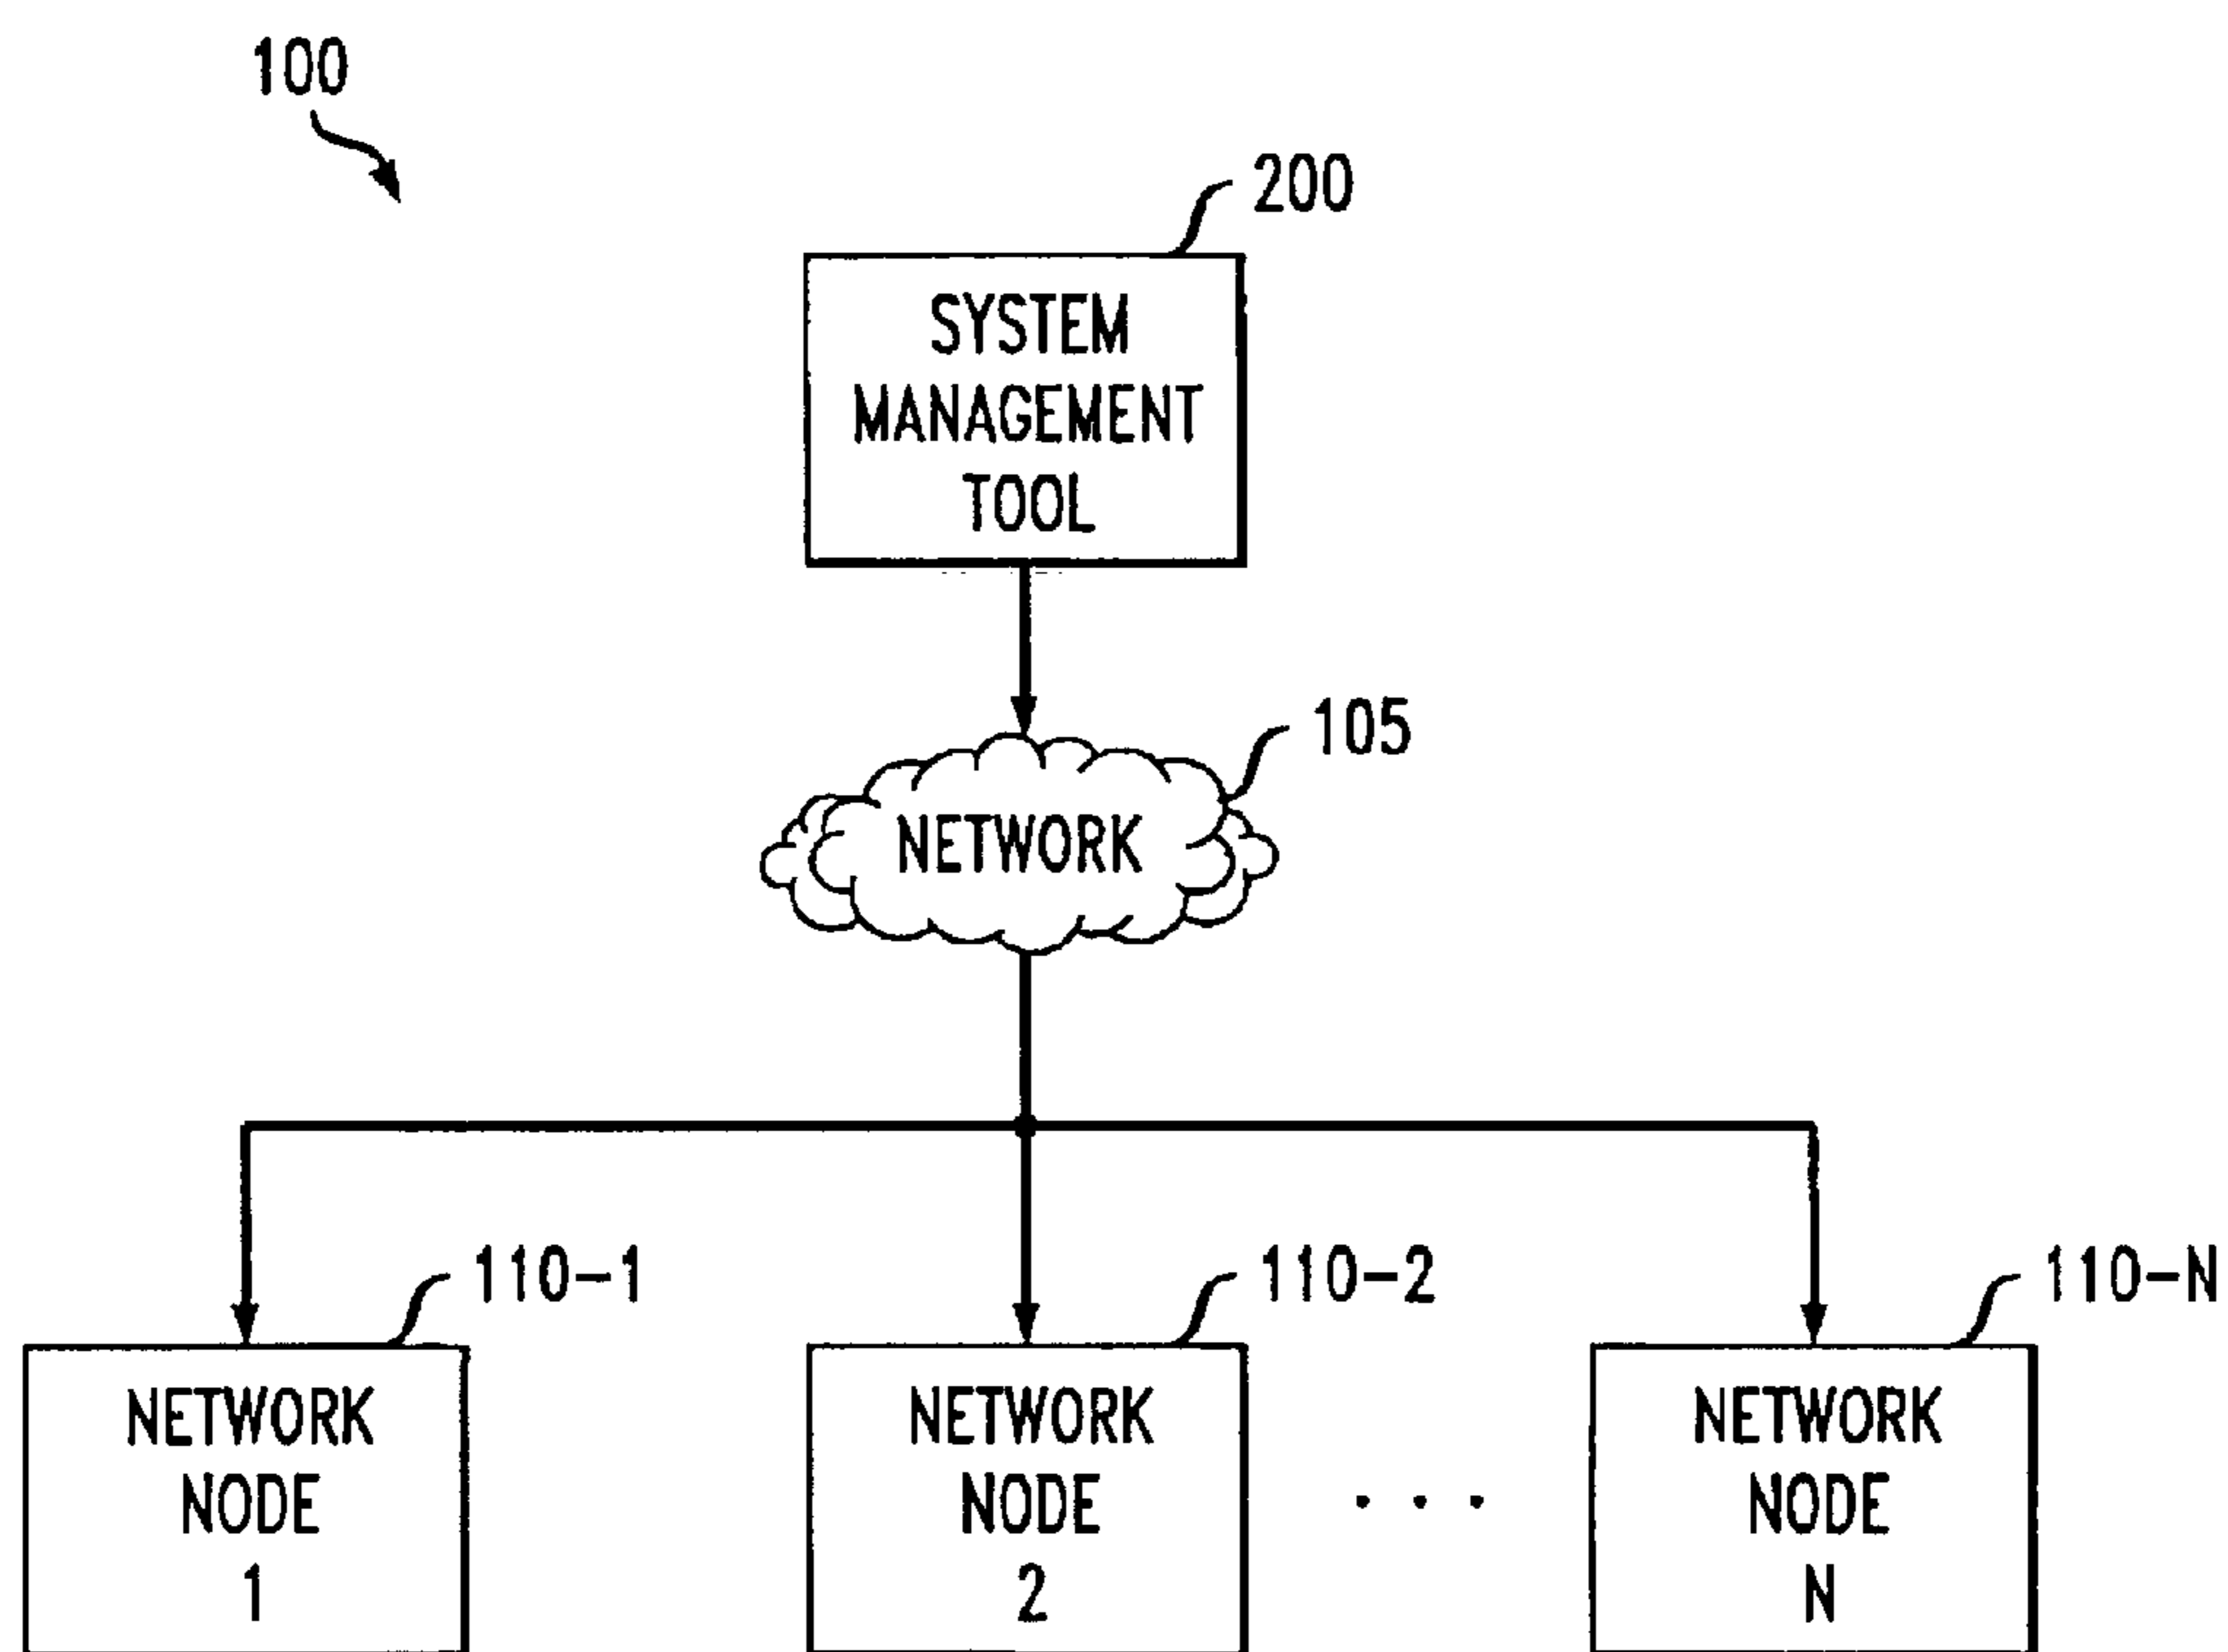 100
200
SYSTEM
MANAGEMENT
TOOL
105
NETWORK
110-1
110-2
110-N
NETWORK
NODE
1
NETWORK
NODE
2
. . .
NETWORK
NODE
N